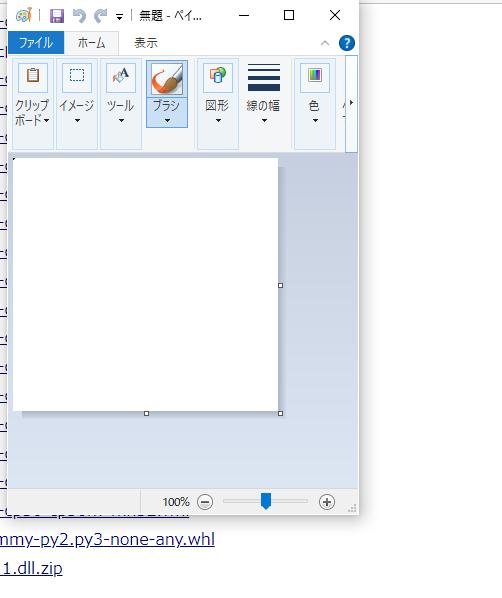 無題 - ペイ...
ファイル ホーム 表示
クリップ
ボード
イメージ
ツール
ブラシ
図形
線の幅
色
100%
mmy-py2.py3-none-any.whl
1.dll.zip